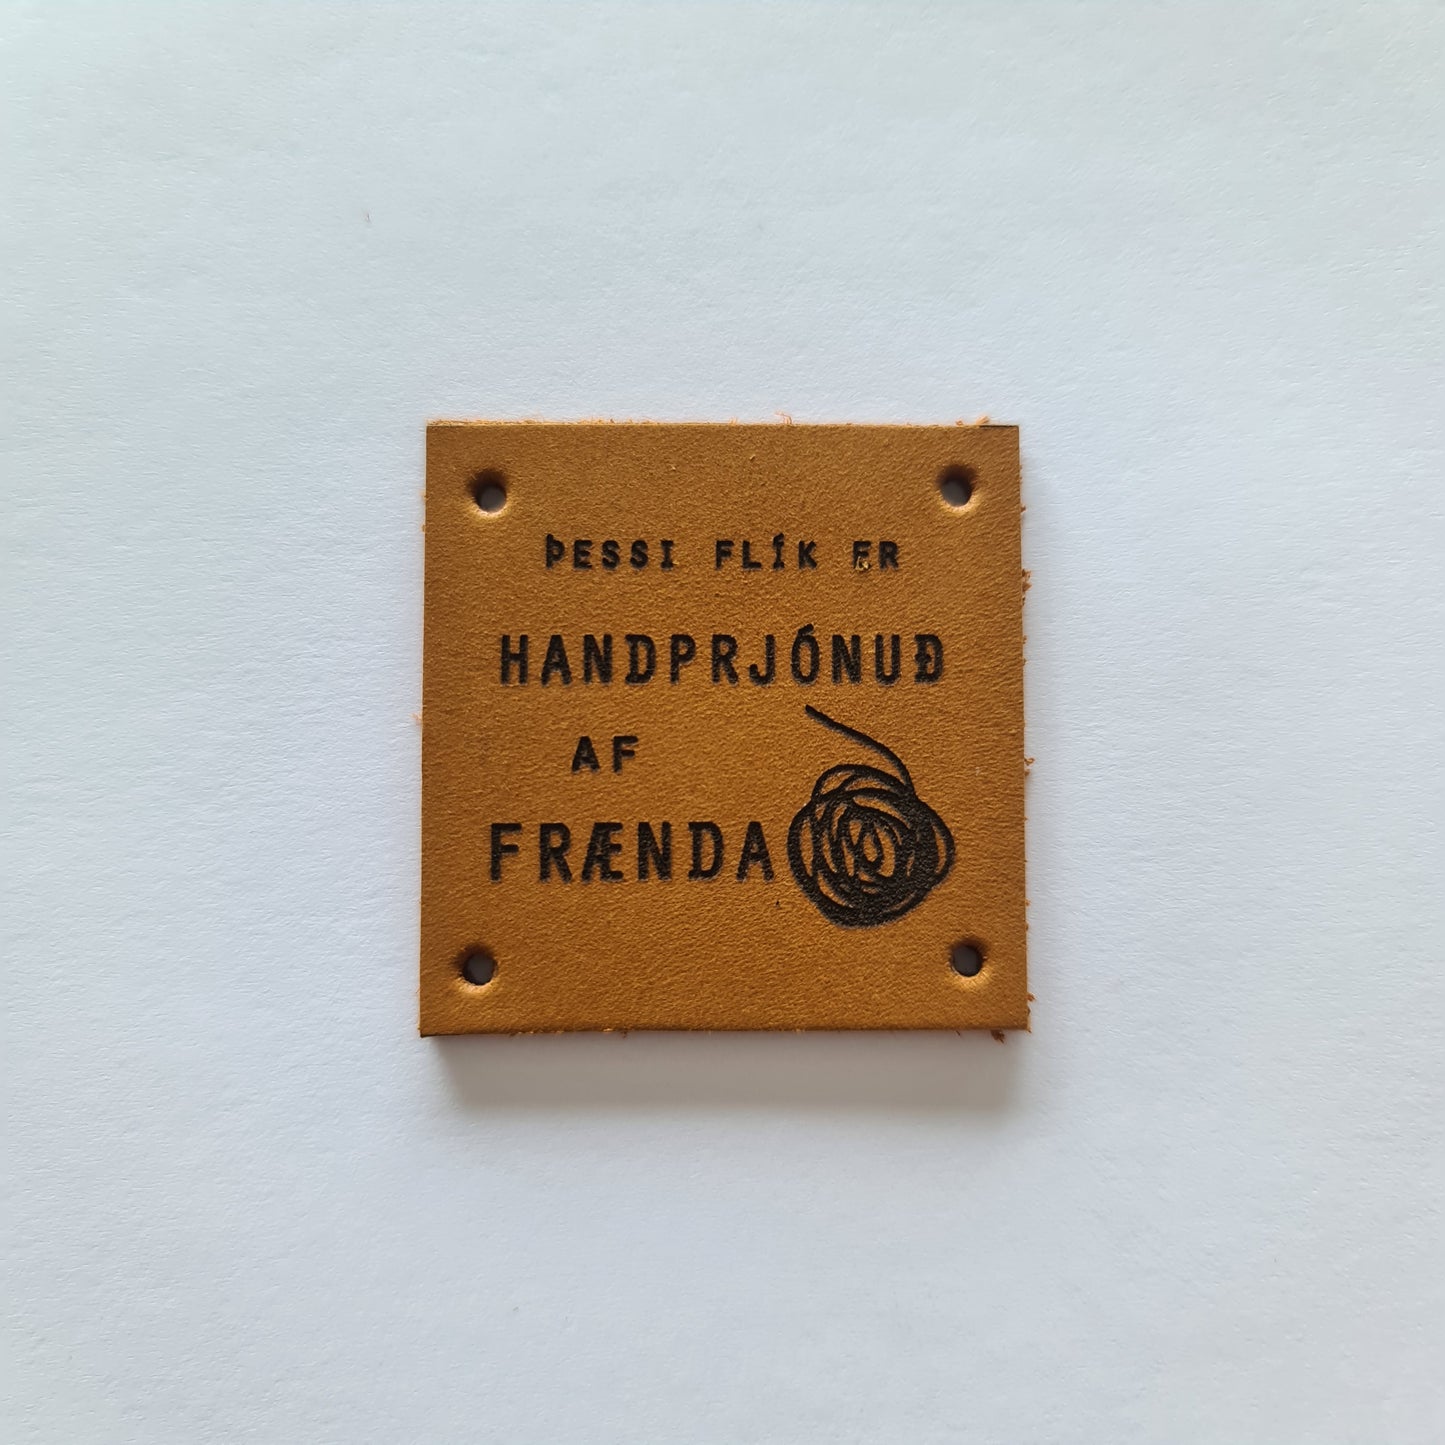 ÞESSI FLÍK ER
HANDPRJÓNUÐ
AF
FRÆNDA